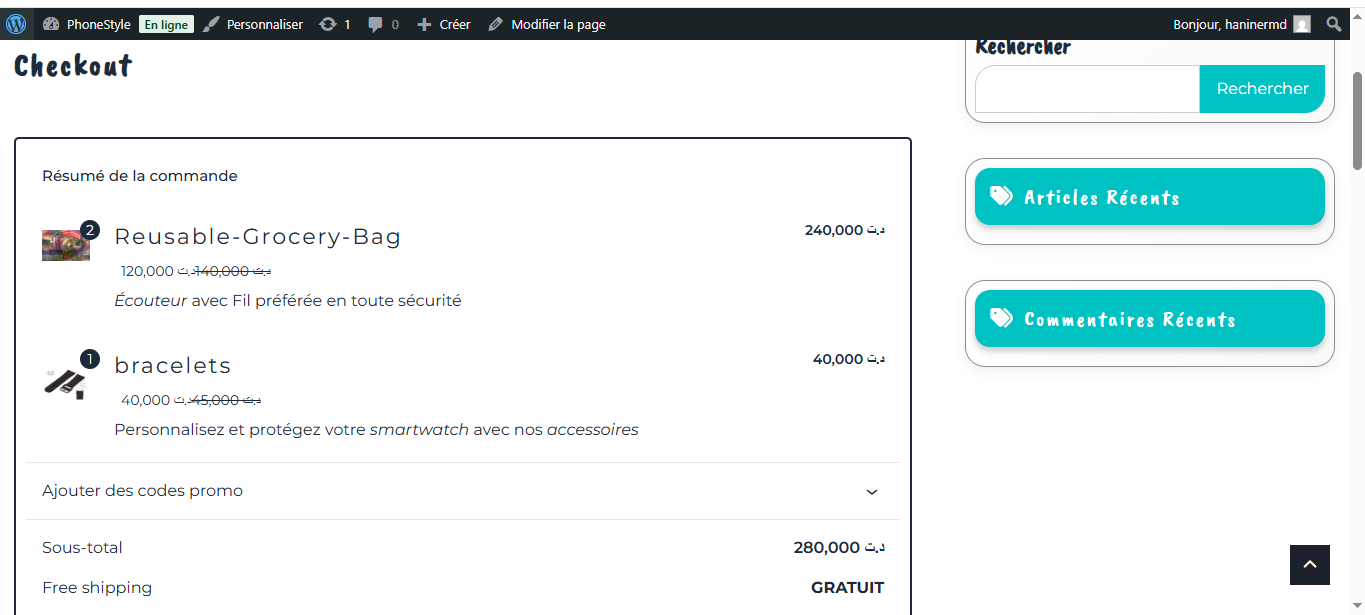 PhoneStyle En ligne Personnaliser 1 0 Créer Modifier la page Bonjour, haninermd
Checkout
Rechercher
Rechercher
Résumé de la commande
2
Reusable-Grocery-Bag
240,000 د.ت
120,000 د.ت 140,000 د.ت
Écouteur avec Fil préférée en toute sécurité
1
bracelets
40,000 د.ت
40,000 د.ت 45,000 د.ت
Personnalisez et protégez votre smartwatch avec nos accessoires
Ajouter des codes promo
Sous-total 280,000 د.ت
Free shipping GRATUIT
Articles Récents
Commentaires Récents